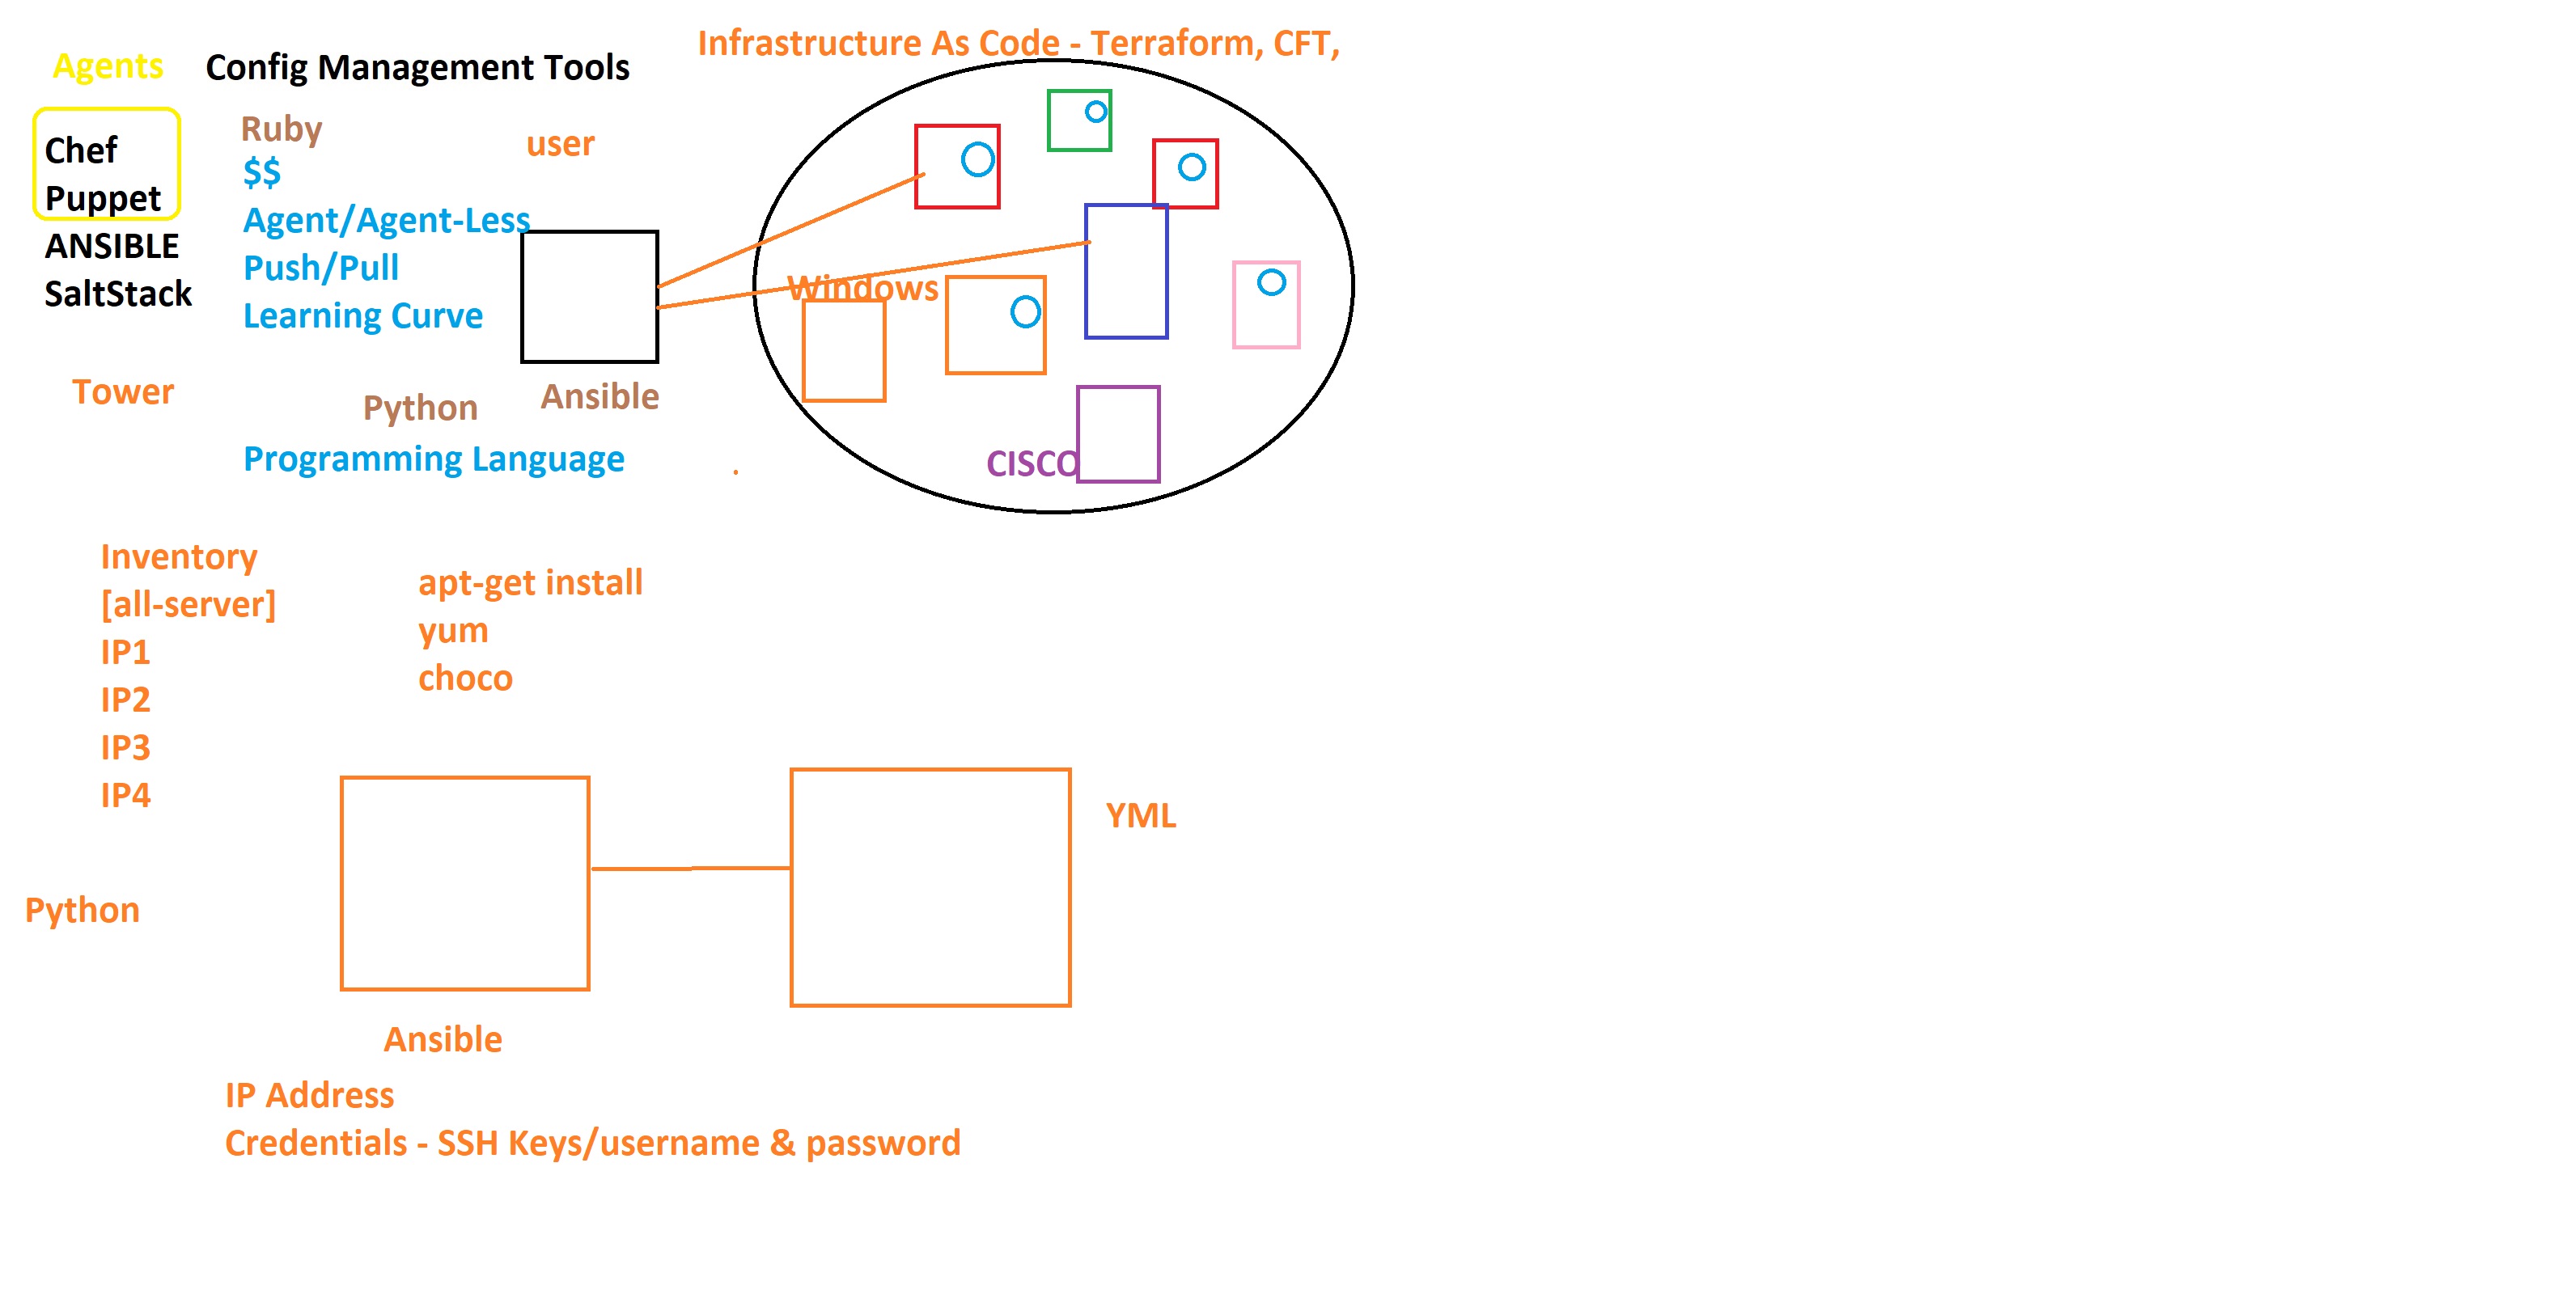 Infrastructure As Code - Terraform, CFT,
Agents
Config Management Tools
Chef
Puppet
ANSIBLE
SaltStack
Ruby
$$
Agent/Agent-Less
Push/Pull
Learning Curve
user
Windows
Tower
Python
Ansible
Programming Language
CISCO
Inventory
[all-server]
IP1
IP2
IP3
IP4
apt-get install
yum
choco
YML
Python
Ansible
IP Address
Credentials - SSH Keys/username & password